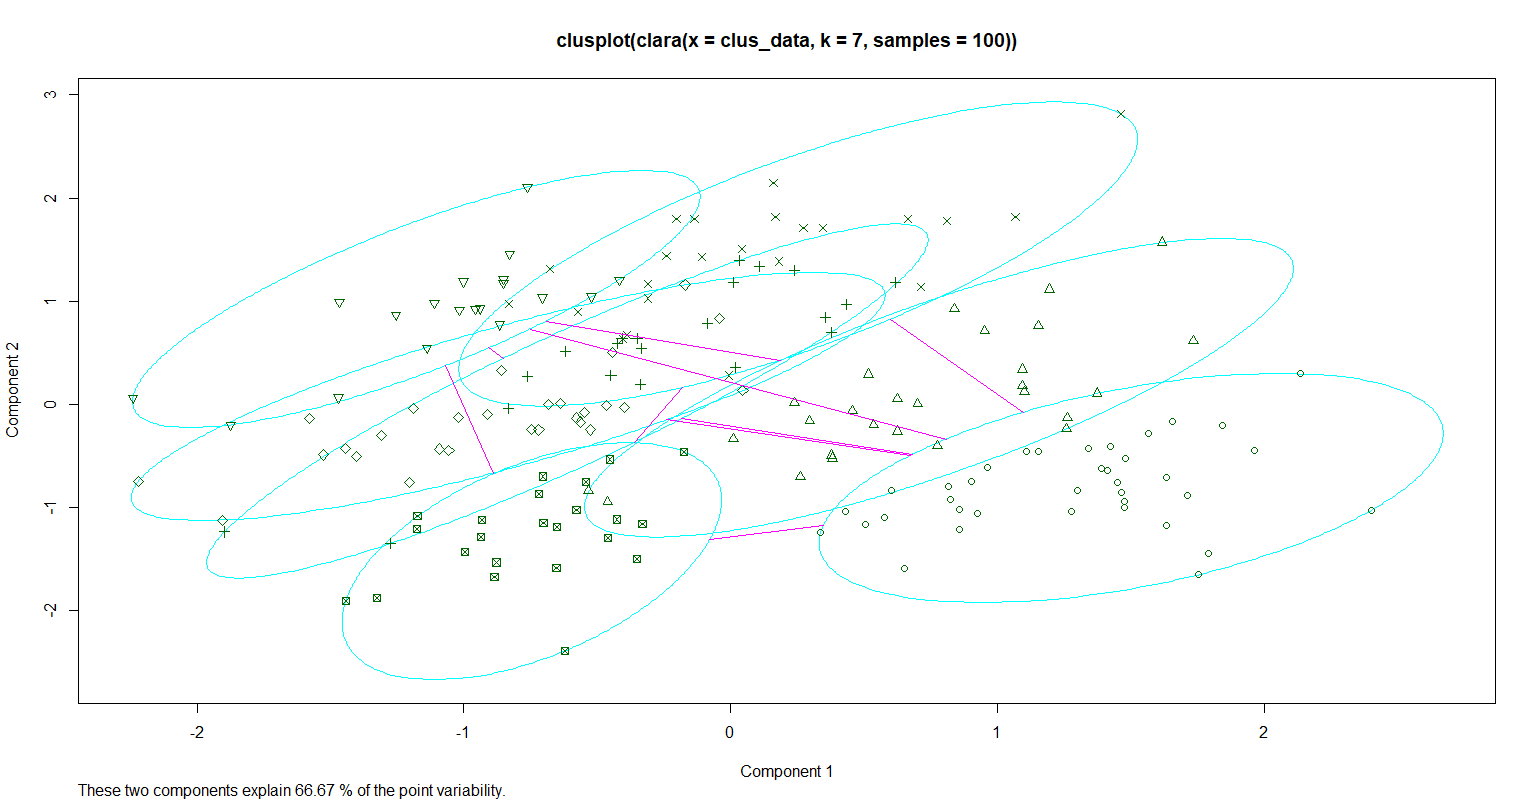 clusplot(clara(x = clus_data, k = 7, samples = 100))
3
2
1
0
-1
-2
Component 2
-2 -1 0 1 2
Component 1
These two components explain 66.67 % of the point variability.